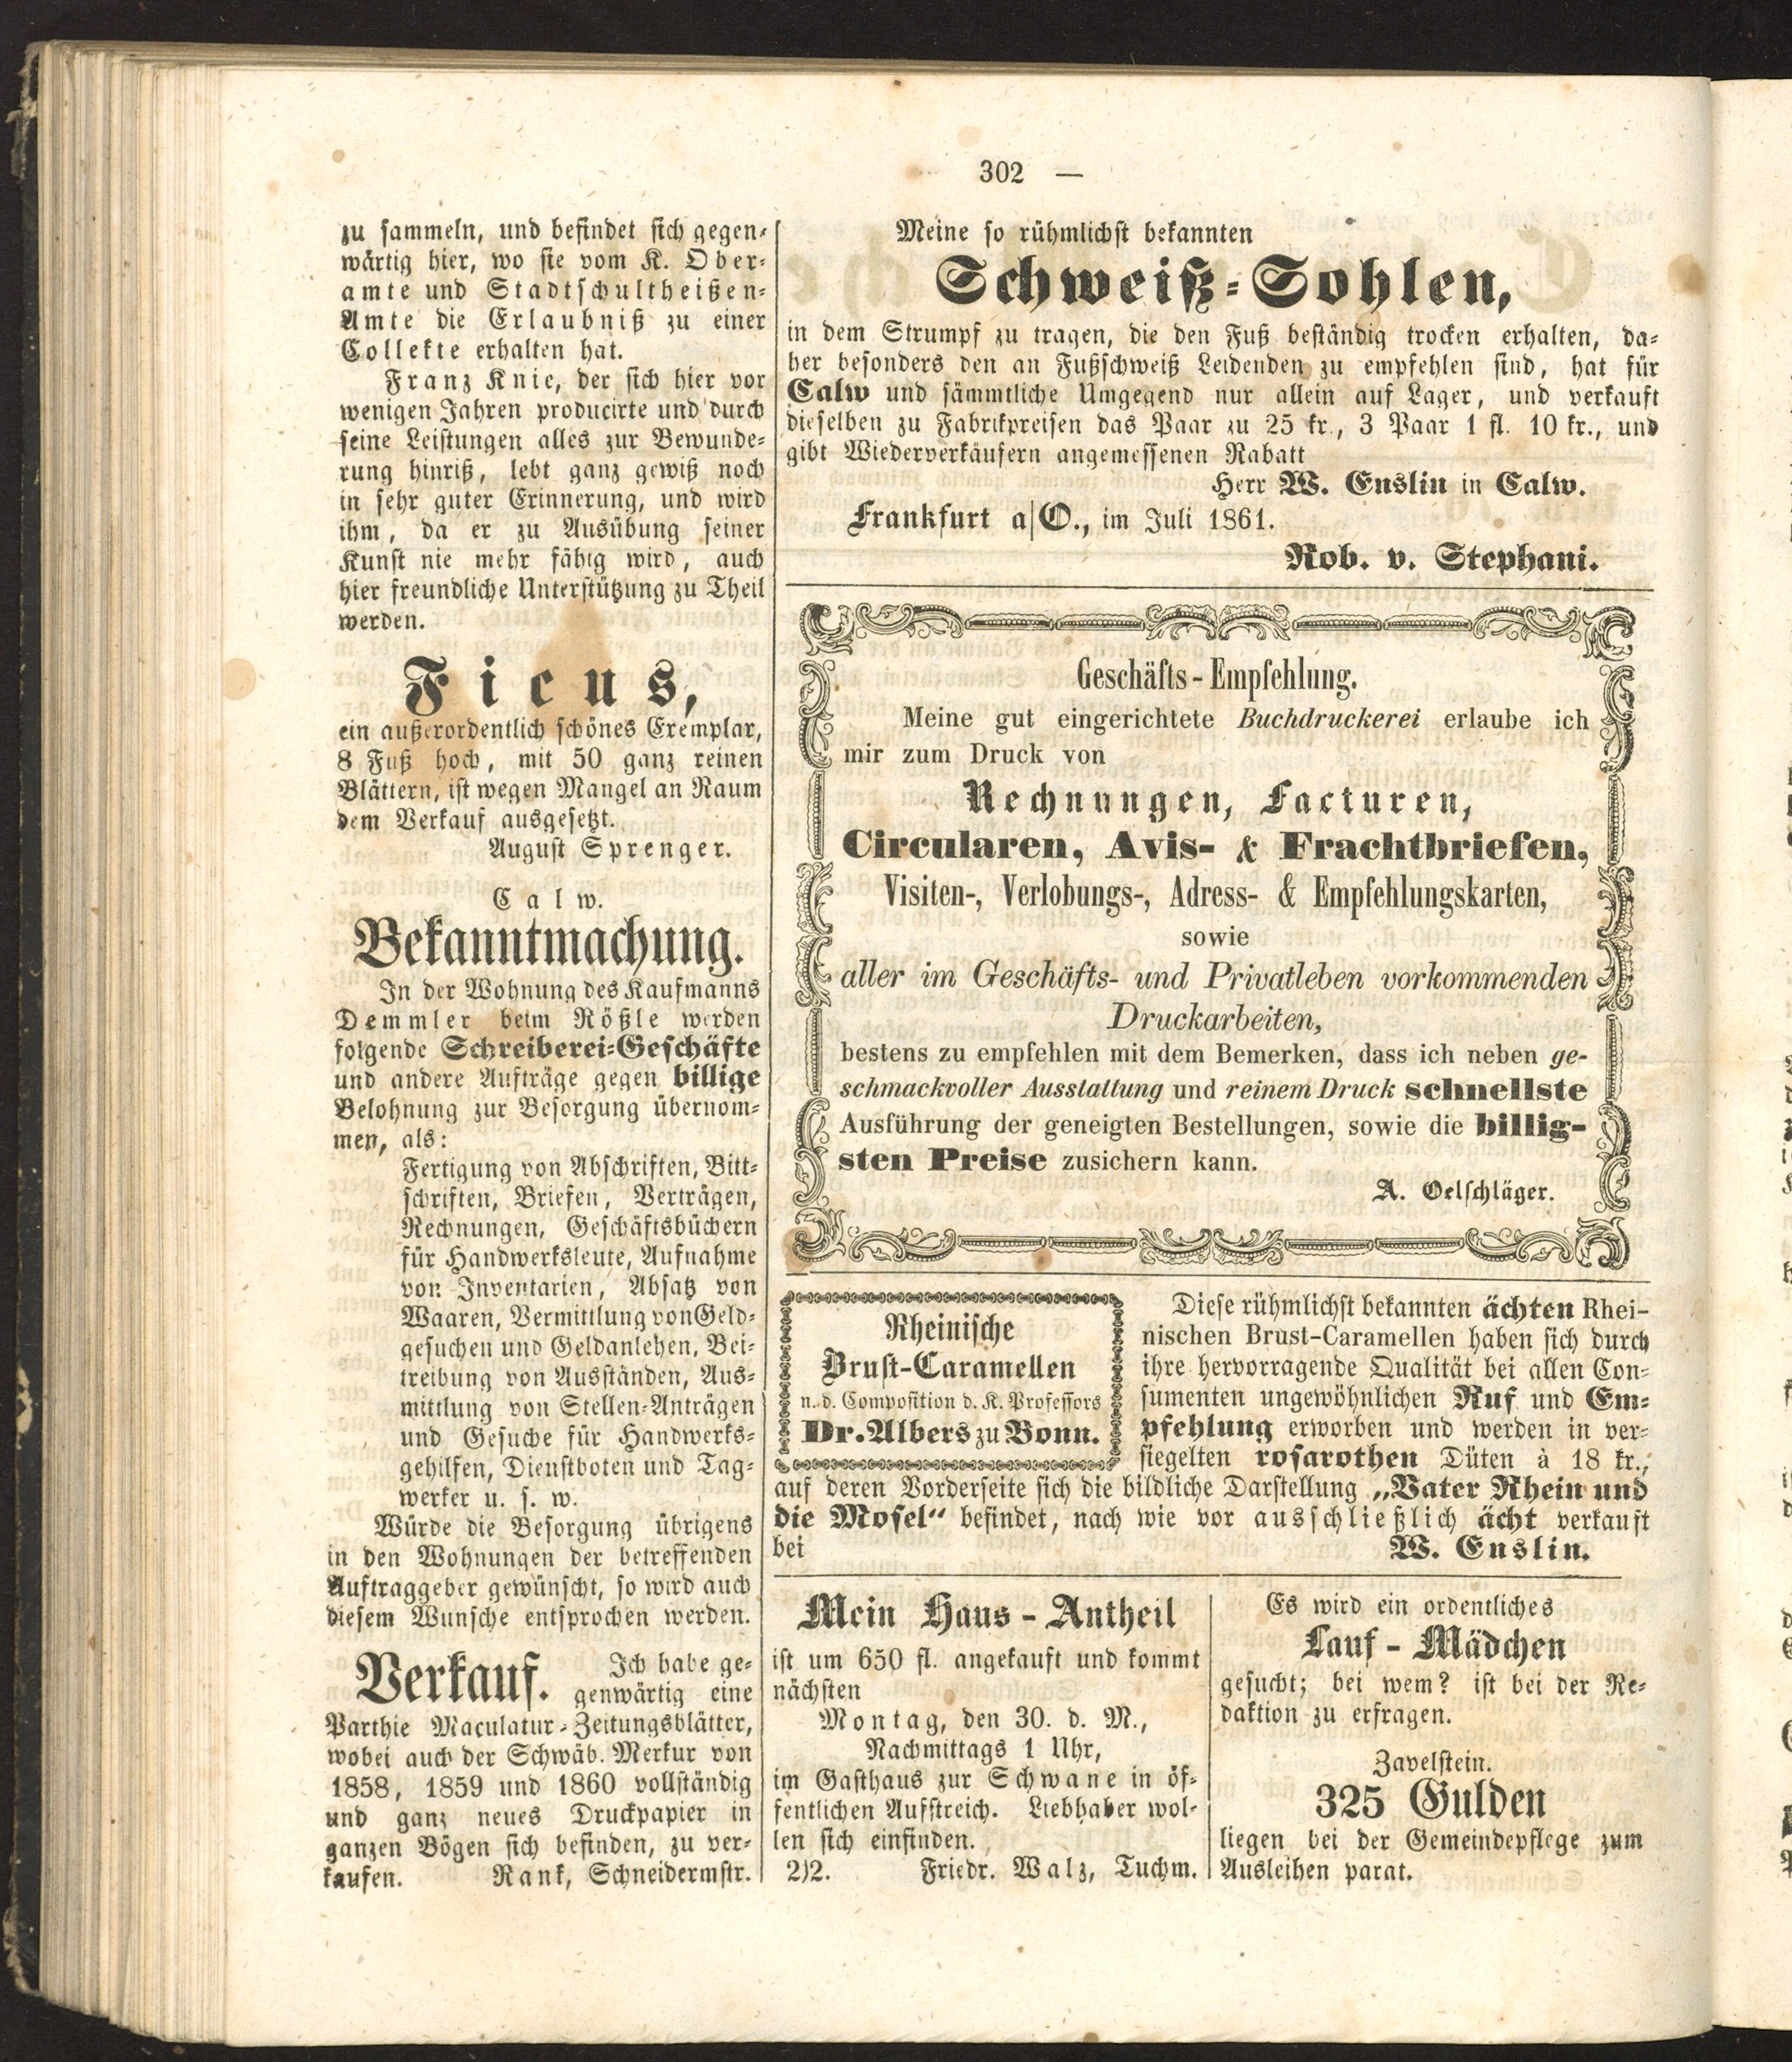 302 —
zu sammeln, und befindet sich gegen-
wärtig hier, wo sie vom K. Ober-
amte und Stadtschultheißen-
Amte die Erlaubniß zu einer
Collekte erhalten hat.
Franz Knie, der sich hier vor
wenigen Jahren producirte und durch
seine Leistungen alles zur Bewunde-
rung hinriß, lebt ganz gewiß noch
in sehr guter Erinnerung, und wird
ihm, da er zu Ausübung seiner
Kunst nie mehr fähig wird, auch
hier freundliche Unterstützung zu Theil
werden.
Ficus,
ein außerordentlich schönes Exemplar,
8 Fuß hoch, mit 50 ganz reinen
Blättern, ist wegen Mangel an Raum
dem Verkauf ausgesetzt.
August Sprenger.
Calw.
Bekanntmachung.
In der Wohnung des Kaufmanns
Demmler beim Rößle werden
folgende Schreiberei-Geschäfte
und andere Aufträge gegen billige
Belohnung zur Besorgung übernom-
men, als:
Fertigung von Abschriften, Bitt-
schriften, Briefen, Verträgen,
Rechnungen, Geschäftsbüchern
für Handwerksleute, Aufnahme
von Inventarien, Absatz von
Waaren, Vermittlung von Geld-
gesuchen und Geldanlehen, Bei-
treibung von Ausständen, Aus-
mittlung von Stellen-Anträgen
und Gesuche für Handwerks-
gehilfen, Dienstboten und Tag-
werker u. s. w.
Würde die Besorgung übrigens
in den Wohnungen der betreffenden
Auftraggeber gewünscht, so wird auch
diesem Wunsche entsprochen werden.
Verkauf. Ich habe ge-
genwärtig eine
Parthie Maculatur-Zeitungsblätter,
wobei auch der Schwäb. Merkur von
1858, 1859 und 1860 vollständig
und ganz neues Druckpapier in
ganzen Bögen sich befinden, zu ver-
kaufen. Rank, Schneidermstr.
Meine so rühmlichst bekannten
Schweiß-Sohlen,
in dem Strumpf zu tragen, die den Fuß beständig trocken erhalten, da-
her besonders den an Fußschweiß Leidenden zu empfehlen sind, hat für
Calw und sämmtliche Umgegend nur allein auf Lager, und verkauft
dieselben zu Fabrikpreisen das Paar zu 25 kr., 3 Paar 1 fl. 10 kr., und
gibt Wiederverkäufern angemessenen Rabatt
Herr W. Enslin in Calw.
Frankfurt a|O., im Juli 1861.
Rob. v. Stephani.
Geschäfts-Empfehlung.
Meine gut eingerichtete Buchdruckerei erlaube ich
mir zum Druck von
Rechnungen, Facturen,
Circularen, Avis- & Frachtbriefen,
Visiten-, Verlobungs-, Adress- & Empfehlungskarten,
sowie
aller im Geschäfts- und Privatleben vorkommenden
Druckarbeiten,
bestens zu empfehlen mit dem Bemerken, dass ich neben ge-
schmackvoller Ausstattung und reinem Druck schnellste
Ausführung der geneigten Bestellungen, sowie die billig-
sten Preise zusichern kann.
A. Oelschläger.
Rheinische
Brust-Caramellen
n. d. Composition d. K. Professors
Dr. Albers zu Bonn.
Diese rühmlichst bekannten ächten Rhei-
nischen Brust-Caramellen haben sich durch
ihre hervorragende Qualität bei allen Con-
sumenten ungewöhnlichen Ruf und Em-
pfehlung erworben und werden in ver-
siegelten rosarothen Düten à 18 kr.,
auf deren Vorderseite sich die bildliche Darstellung „Vater Rhein und
die Mosel“ befindet, nach wie vor ausschließlich ächt verkauft
bei W. Enslin.
Mein Haus-Antheil
ist um 650 fl. angekauft und kommt
nächsten
Montag, den 30. d. M.,
Nachmittags 1 Uhr,
im Gasthaus zur Schwane in öf-
fentlichen Aufstreich. Liebhaber wol-
len sich einfinden.
2)2. Friedr. Walz, Tuchm.
Es wird ein ordentliches
Lauf-Mädchen
gesucht; bei wem? ist bei der Re-
daktion zu erfragen.
Zavelstein.
325 Gulden
liegen bei der Gemeindepflege zum
Ausleihen parat.